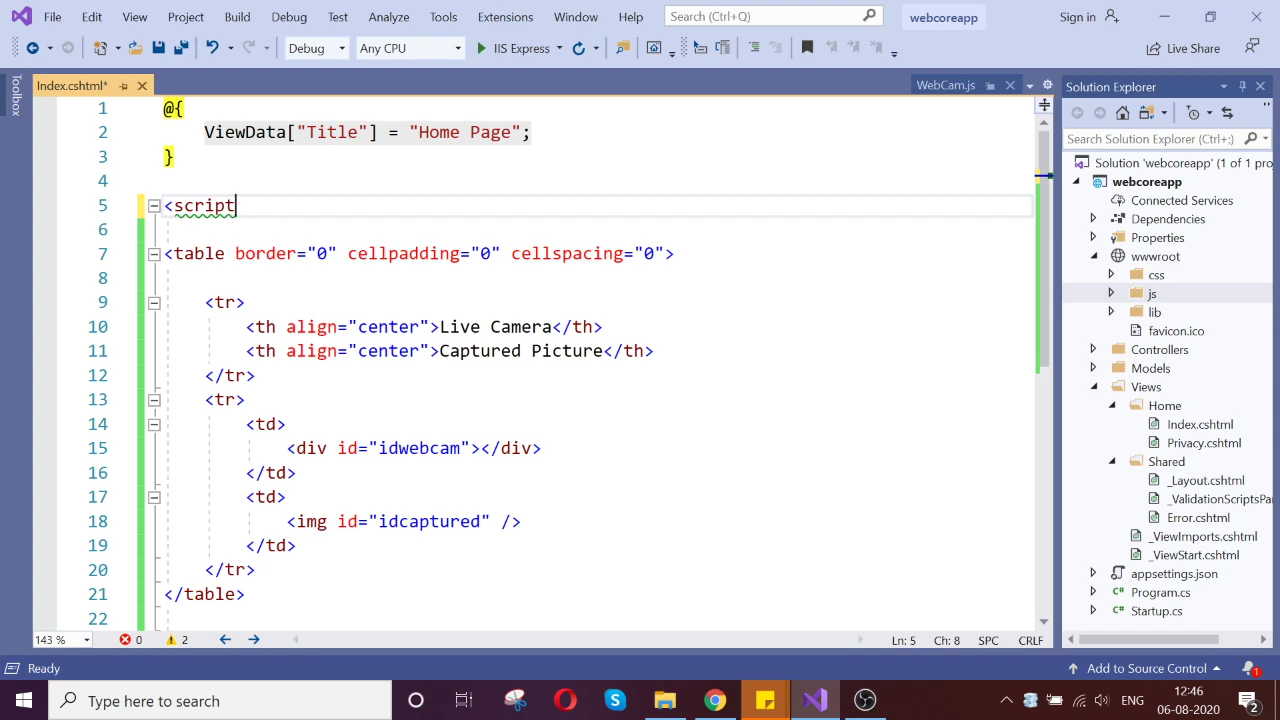 File Edit View Project Build Debug Test Analyze Tools Extensions Window Help Search (Ctrl+Q) webcoreapp Sign in
Debug Any CPU IIS Express Live Share
Toolbox
Index.cshtml* WebCam.js
1 @{
2 ViewData["Title"] = "Home Page";
3 }
4
5 <script
6
7 <table border="0" cellpadding="0" cellspacing="0">
8
9 <tr>
10 <th align="center">Live Camera</th>
11 <th align="center">Captured Picture</th>
12 </tr>
13 <tr>
14 <td>
15 <div id="idwebcam"></div>
16 </td>
17 <td>
18 <img id="idcaptured" />
19 </td>
20 </tr>
21 </table>
22
143 % 0 2 Ln: 5 Ch: 8 SPC CRLF
Solution Explorer
Search Solution Explorer (Ctrl+;)
Solution 'webcoreapp' (1 of 1 pro
webcoreapp
Connected Services
Dependencies
Properties
wwwroot
css
js
lib
favicon.ico
Controllers
Models
Views
Home
Index.cshtml
Privacy.cshtml
Shared
_Layout.cshtml
_ValidationScriptsPa
Error.cshtml
_ViewImports.cshtml
_ViewStart.cshtml
appsettings.json
Program.cs
Startup.cs
Ready Add to Source Control 1
Type here to search ENG 12:46
06-08-2020 2